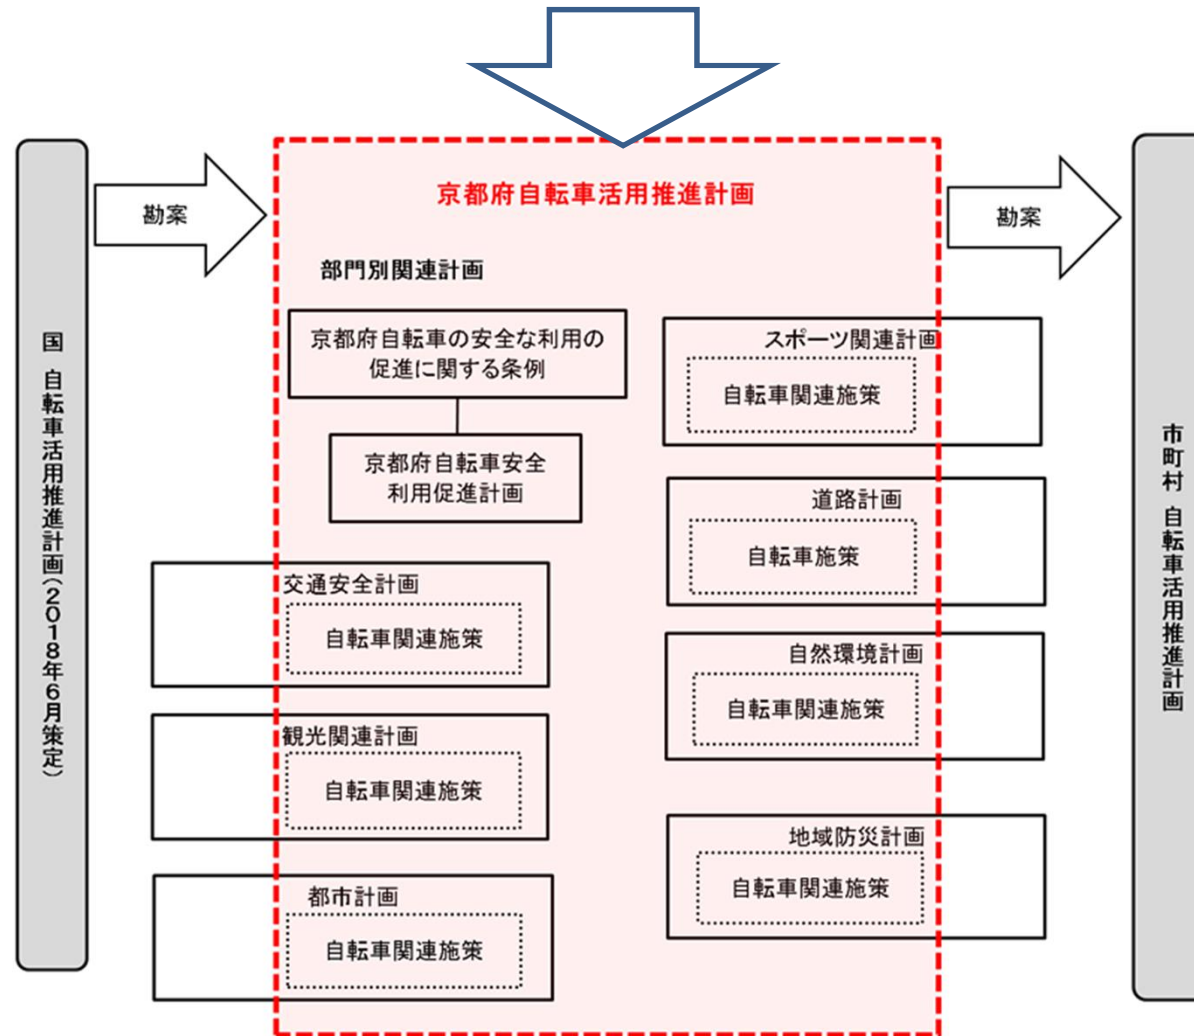 京都府自転車活用推進計画
勘案
勘案
部門別関連計画
京都府自転車の安全な利用の
促進に関する条例
京都府自転車安全
利用促進計画
交通安全計画
自転車関連施策
観光関連計画
自転車関連施策
都市計画
自転車関連施策
スポーツ関連計画
自転車関連施策
道路計画
自転車施策
自然環境計画
自転車関連施策
地域防災計画
自転車関連施策
国 自転車活用推進計画(2018年6月策定)
市町村 自転車活用推進計画